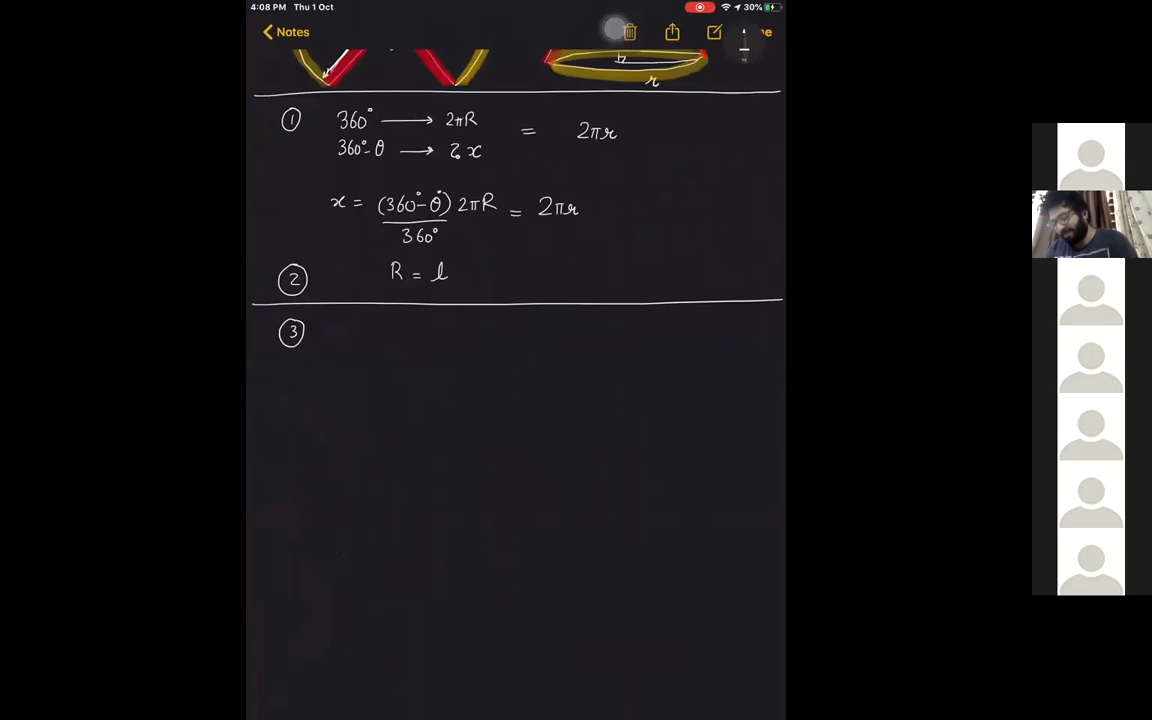 4:08 PM Thu 1 Oct 30%
Notes
h
r
① 360° → 2πR = 2πr
360°-θ → ? x
x = (360°-θ°) 2πR = 2πr
360°
② R = l
③